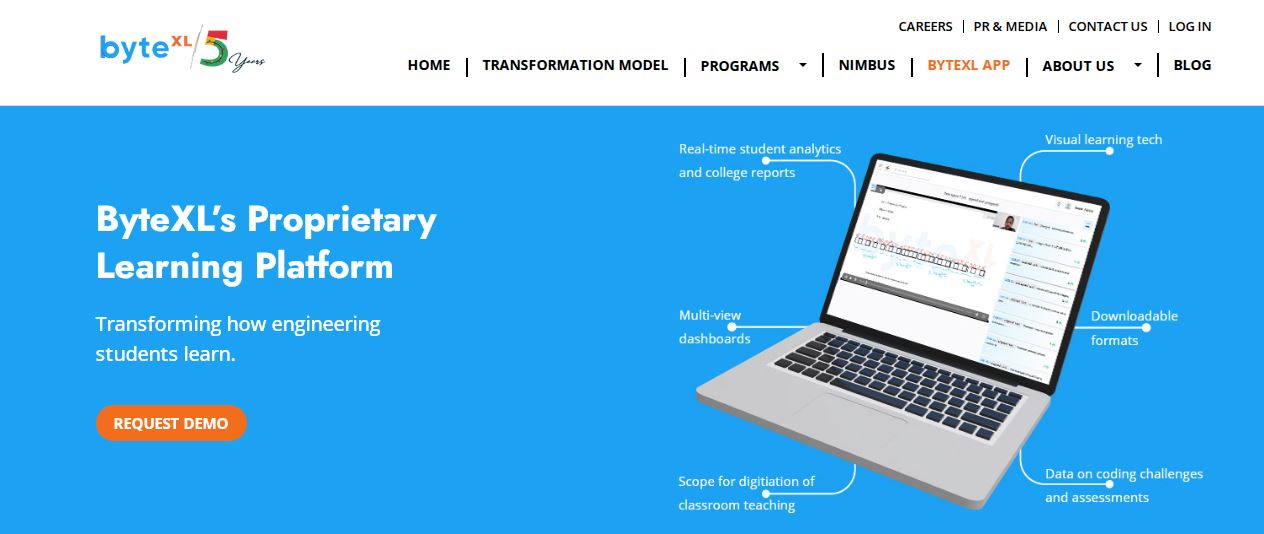 byteXL 5 Years
CAREERS | PR & MEDIA | CONTACT US | LOG IN
HOME | TRANSFORMATION MODEL | PROGRAMS | NIMBUS | BYTEXL APP | ABOUT US | BLOG
ByteXL’s Proprietary
Learning Platform
Transforming how engineering
students learn.
REQUEST DEMO
Real-time student analytics
and college reports
Visual learning tech
Multi-view
dashboards
Downloadable
formats
Scope for digitiation of
classroom teaching
Data on coding challenges
and assessments
byteXL